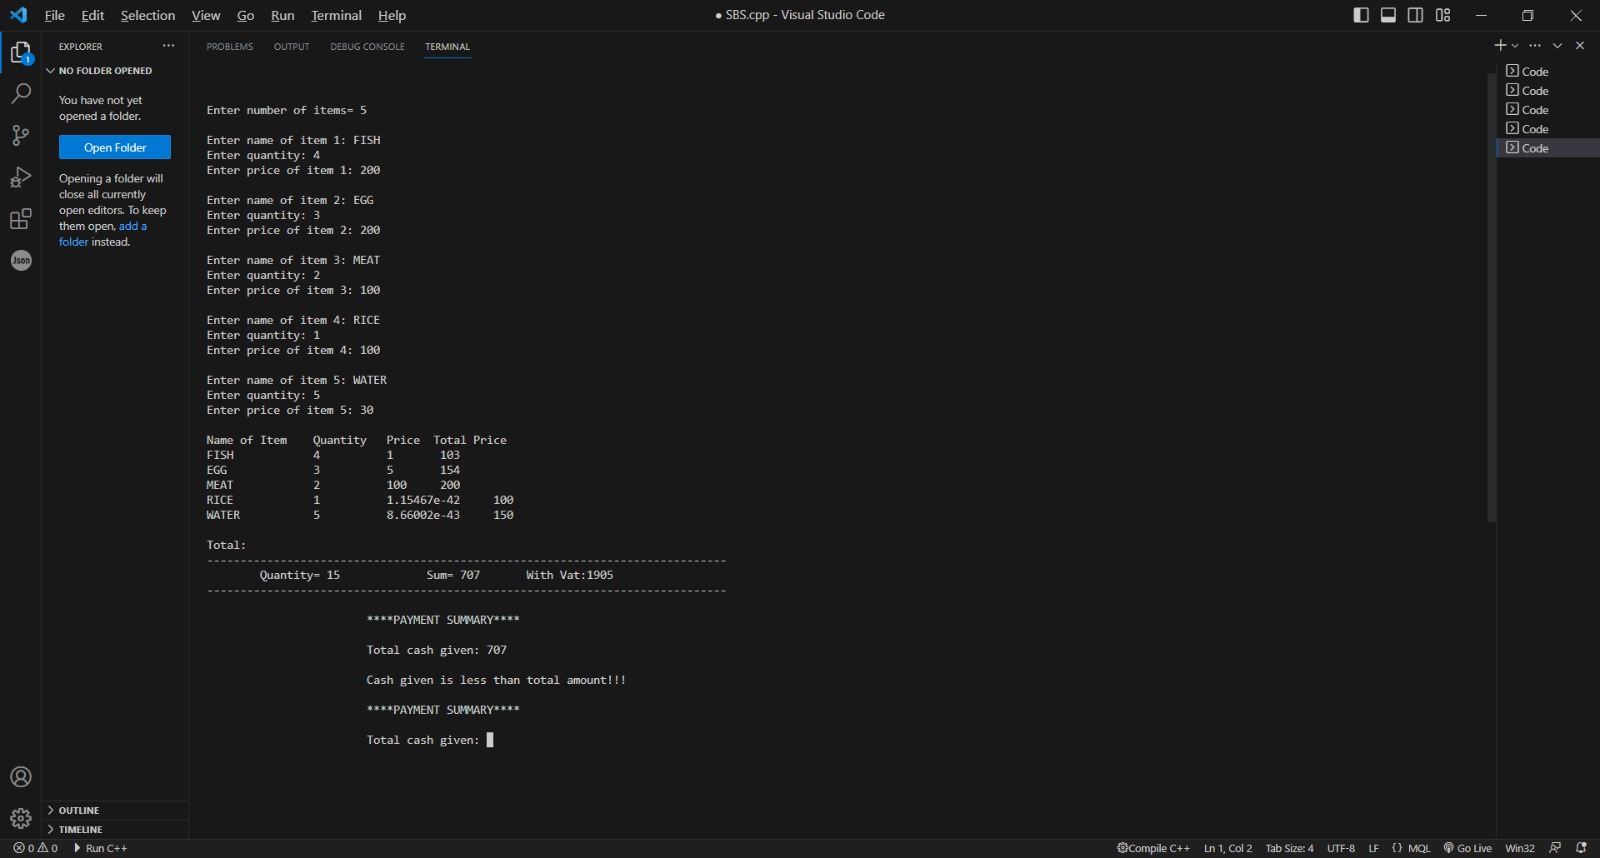 File Edit Selection View Go Run Terminal Help
● SBS.cpp - Visual Studio Code
EXPLORER
PROBLEMS OUTPUT DEBUG CONSOLE TERMINAL
NO FOLDER OPENED
You have not yet
opened a folder.
Open Folder
Opening a folder will
close all currently
open editors. To keep
them open, add a
folder instead.
1
Json
Enter number of items= 5
Enter name of item 1: FISH
Enter quantity: 4
Enter price of item 1: 200
Enter name of item 2: EGG
Enter quantity: 3
Enter price of item 2: 200
Enter name of item 3: MEAT
Enter quantity: 2
Enter price of item 3: 100
Enter name of item 4: RICE
Enter quantity: 1
Enter price of item 4: 100
Enter name of item 5: WATER
Enter quantity: 5
Enter price of item 5: 30
Name of Item Quantity Price Total Price
FISH 4 1 103
EGG 3 5 154
MEAT 2 100 200
RICE 1 1.15467e-42 100
WATER 5 8.66002e-43 150
Total:
------------------------------------------------------------------------------
Quantity= 15 Sum= 707 With Vat:1905
------------------------------------------------------------------------------
****PAYMENT SUMMARY****
Total cash given: 707
Cash given is less than total amount!!!
****PAYMENT SUMMARY****
Total cash given:
Code
Code
Code
Code
Code
OUTLINE
TIMELINE
0 0 Run C++
Compile C++ Ln 1, Col 2 Tab Size: 4 UTF-8 LF {} MQL Go Live Win32